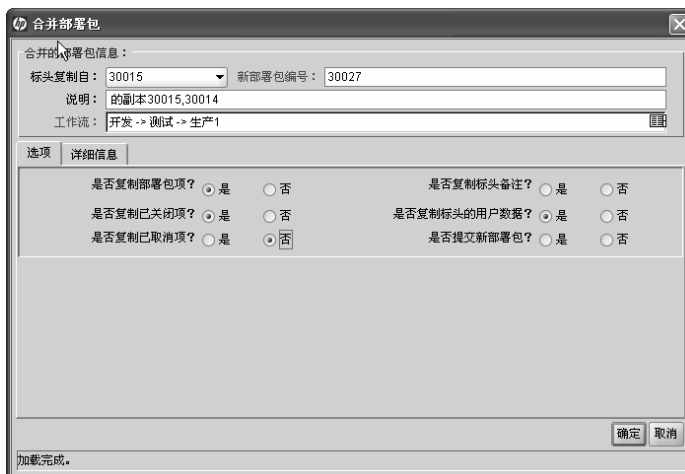 合并部署包
合并的部署包信息：
标头复制自： 30015 新部署包编号： 30027
说明： 的副本30015,30014
工作流： 开发 -> 测试 -> 生产1
选项 详细信息
是否复制部署包项? 是 否 是否复制标头备注? 是 否
是否复制已关闭项? 是 否 是否复制标头的用户数据? 是 否
是否复制已取消项? 是 否 是否提交新部署包? 是 否
确定 取消
加载完成。